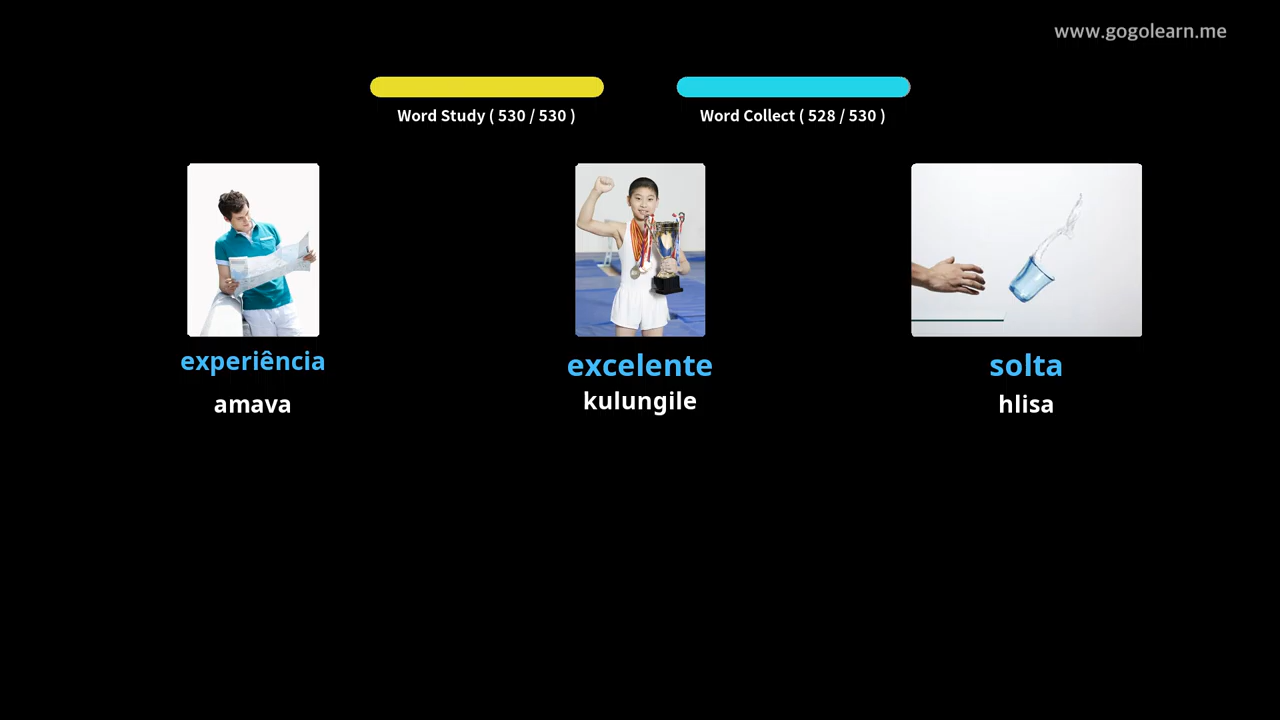 www.gogolearn.me
Word Study ( 530 / 530 )
Word Collect ( 528 / 530 )
experiência
amava
excelente
kulungile
solta
hlisa